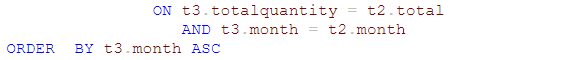 ON t3.totalquantity = t2.total
AND t3.month = t2.month
ORDER  BY t3.month ASC